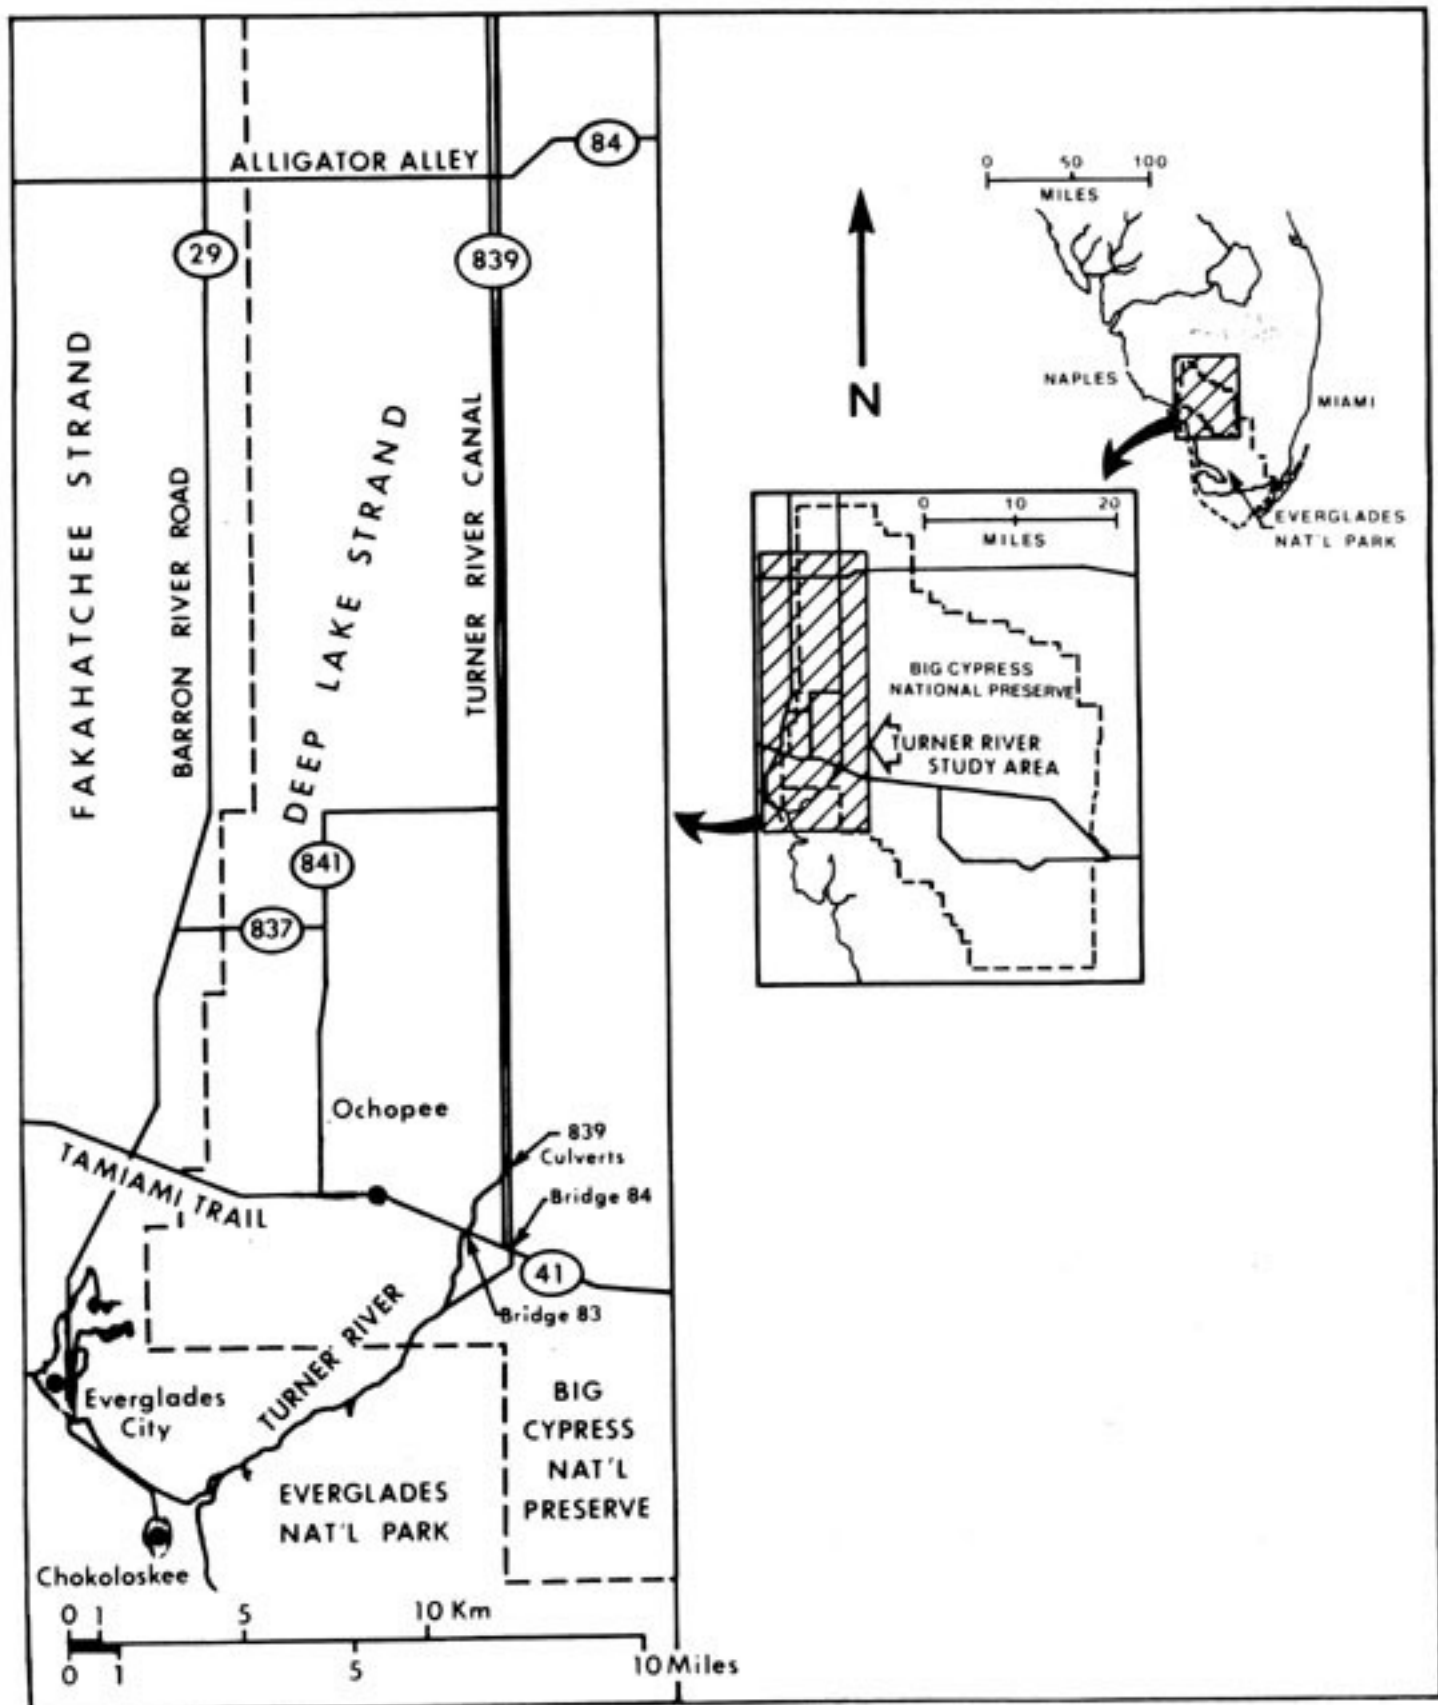 ALLIGATOR ALLEY
84
29
839
FAKAHATCHEE STRAND
BARRON RIVER ROAD
DEEP LAKE STRAND
TURNER RIVER CANAL
841
837
Ochopee
839
Culverts
TAMIAMI TRAIL
Bridge 84
41
Bridge 83
TURNER RIVER
Everglades
City
BIG
CYPRESS
NAT'L
PRESERVE
EVERGLADES
NAT'L PARK
Chokoloskee
0 1 5 10 Km
0 1 5 10 Miles
N
0 50 100
MILES
NAPLES
MIAMI
EVERGLADES
NAT'L PARK
0 10 20
MILES
BIG CYPRESS
NATIONAL PRESERVE
TURNER RIVER
STUDY AREA